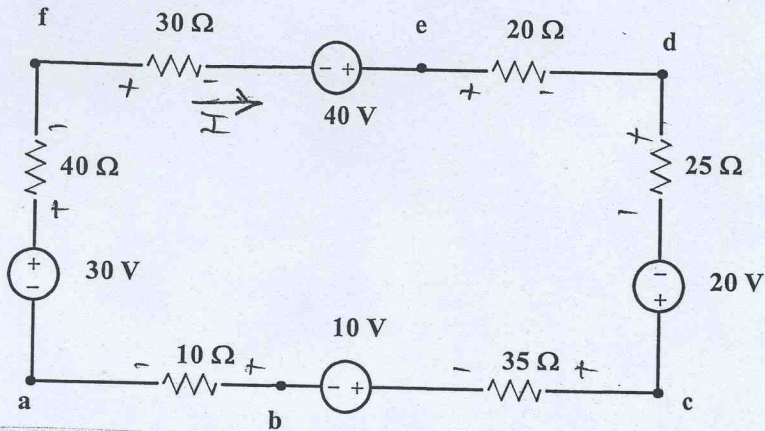 f
30 Ω
e
20 Ω
d
+ -
- +
+ -
I
40 V
-
40 Ω
+
+
25 Ω
-
+
-
30 V
-
+
20 V
10 V
- 10 Ω +
- +
- 35 Ω +
a
b
c